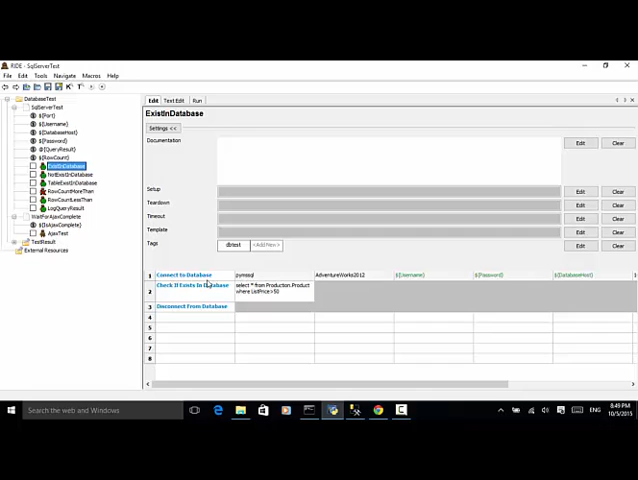 RIDE - SqlServerTest
File Edit Tools Navigate Macros Help
DatabaseTest
SqlServerTest
${Port}
${Username}
${DatabaseHost}
${Password}
@{QueryResult}
${RowCount}
ExistInDatabase
NotExistInDatabase
TableExistInDatabase
RowCountMoreThan
RowCountLessThan
LogQueryResult
WaitForAjaxComplete
${IsAjaxComplete}
AjaxTest
TestResult
External Resources
Edit Text Edit Run
ExistInDatabase
Settings <<
Documentation Edit Clear
Setup Edit Clear
Teardown Edit Clear
Timeout Edit Clear
Template Edit Clear
Tags dbtest <Add New> Edit Clear
1 Connect to Database pymssql AdventureWorks2012 ${Username} ${Password} ${DatabaseHost}
2 Check If Exists In Database select * from Production.Product
where ListPrice>50
3 Disconnect From Database
4
5
6
7
8
Search the web and Windows
ENG
8:49 PM
10/5/2015